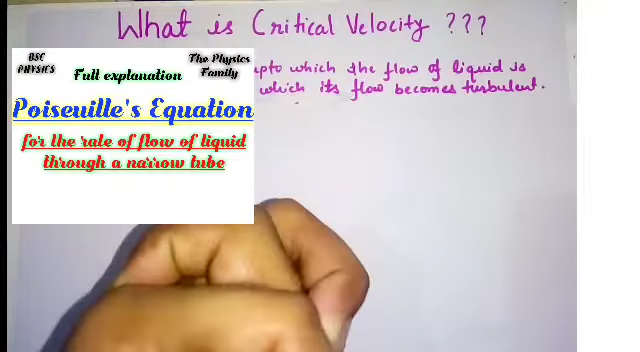 What is Critical Velocity ???
upto which the flow of liquid is
which its flow becomes turbulent.
BSC
PHYSICS
Full explanation
The Physics
Family
Poiseuille's Equation
for the rate of flow of liquid
through a narrow tube